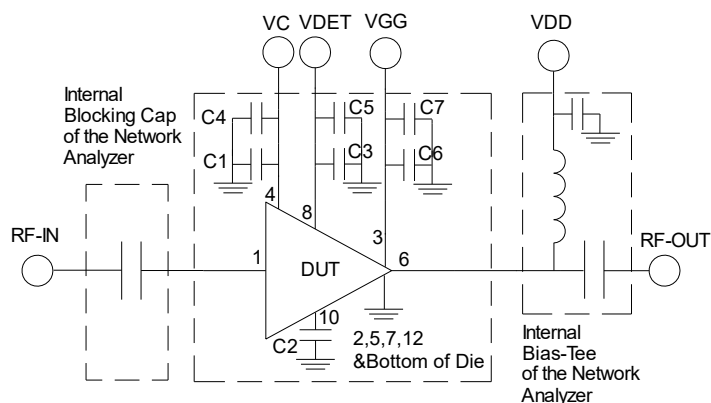 VC
VDET
VGG
VDD
Internal
Blocking Cap
of the Network
Analyzer
C4
C5
C7
C1
C3
C6
4
8
3
RF-IN
1
DUT
6
RF-OUT
10
C2
2,5,7,12
&Bottom of Die
Internal
Bias-Tee
of the Network
Analyzer